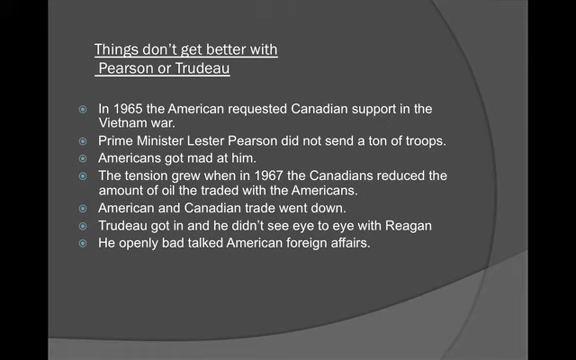 Things don't get better with
Pearson or Trudeau
In 1965 the American requested Canadian support in the
Vietnam war.
Prime Minister Lester Pearson did not send a ton of troops.
Americans got mad at him.
The tension grew when in 1967 the Canadians reduced the
amount of oil the traded with the Americans.
American and Canadian trade went down.
Trudeau got in and he didn't see eye to eye with Reagan
He openly bad talked American foreign affairs.